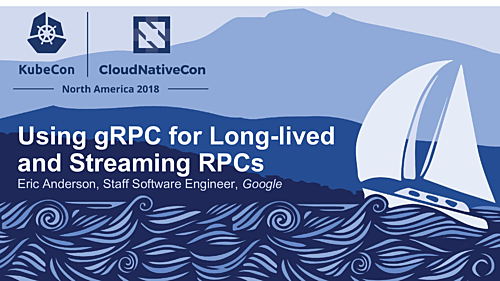 KubeCon
CloudNativeCon
North America 2018
Using gRPC for Long-lived
and Streaming RPCs
Eric Anderson, Staff Software Engineer, Google